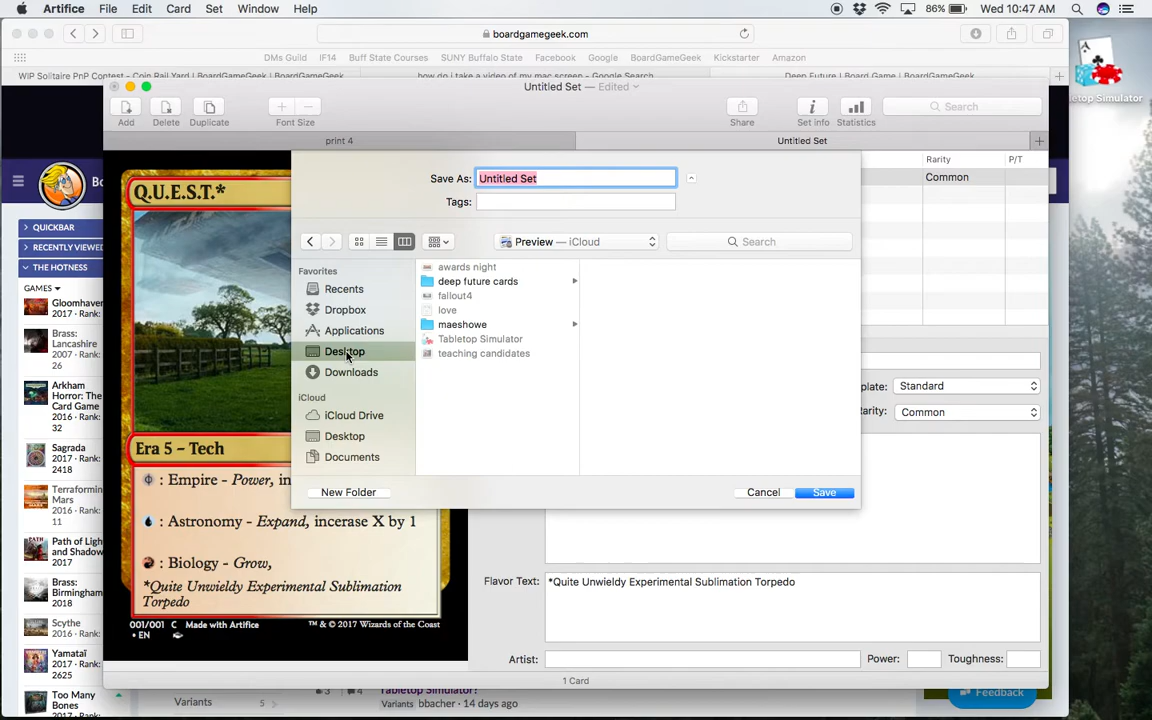 Artifice File Edit Card Set Window Help
86% Wed 10:47 AM
boardgamegeek.com
DMs Guild IF14 Buff State Courses SUNY Buffalo State Facebook Google BoardGameGeek Kickstarter Amazon
WIP Solitaire PnP Contest - Coin Rail Yard | BoardGameGeek | BoardGameGeek
how do i take a video of my mac screen - Google Search
Deep Future | Board Game | BoardGameGeek
Tabletop Simulator
Untitled Set — Edited
Add Delete Duplicate Font Size Share Set info Statistics Search
print 4 Untitled Set
Rarity P/T
Common
Save As: Untitled Set
Tags:
Preview — iCloud Search
Favorites
Recents
Dropbox
Applications
Desktop
Downloads
iCloud
iCloud Drive
Desktop
Documents
awards night
deep future cards
fallout4
love
maeshowe
Tabletop Simulator
teaching candidates
New Folder Cancel Save
Q.U.E.S.T.*
Era 5 – Tech
: Empire - Power, in
: Astronomy - Expand, incerase X by 1
: Biology - Grow,
*Quite Unwieldy Experimental Sublimation
Torpedo
001/001 C Made with Artifice ™ & © 2017 Wizards of the Coast
• EN
plate: Standard
arity: Common
Flavor Text: *Quite Unwieldy Experimental Sublimation Torpedo
Artist: Power: Toughness:
1 Card
QUICKBAR
RECENTLY VIEWED
THE HOTNESS
GAMES
Gloomhaven
2017 · Rank:
Brass:
Lancashire
2007 · Rank:
26
Arkham
Horror: The
Card Game
2016 · Rank:
32
Sagrada
2017 · Rank:
2418
Terraforming
Mars
2016 · Rank:
11
Path of Light
and Shadow
2017
Brass:
Birmingham
2018
Scythe
2016 · Rank:
Yamataï
2017 · Rank:
2625
Too Many
Bones
2017 · Rank:
3 4 Tabletop Simulator?
Variants 5 > Variants bbacher · 14 days ago
Feedback